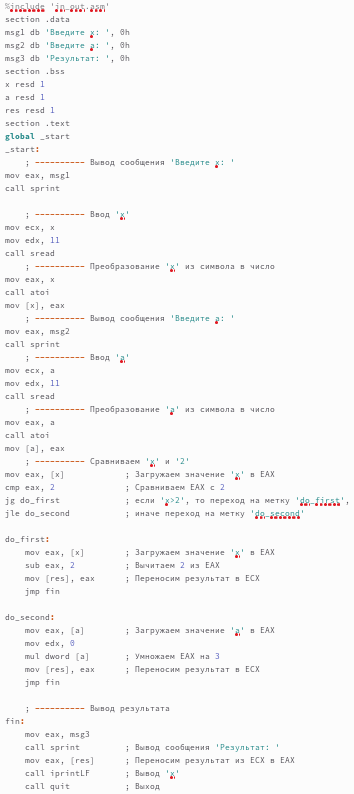 %include 'in_out.asm'
section .data
msg1 db 'Введите x: ', 0h
msg2 db 'Введите a: ', 0h
msg3 db 'Результат: ', 0h
section .bss
x resd 1
a resd 1
res resd 1
section .text
global _start
_start:
; ---------- Вывод сообщения 'Введите x: '
mov eax, msg1
call sprint
; ---------- Ввод 'x'
mov ecx, x
mov edx, 11
call sread
; ---------- Преобразование 'x' из символа в число
mov eax, x
call atoi
mov [x], eax
; ---------- Вывод сообщения 'Введите a: '
mov eax, msg2
call sprint
; ---------- Ввод 'a'
mov ecx, a
mov edx, 11
call sread
; ---------- Преобразование 'a' из символа в число
mov eax, a
call atoi
mov [a], eax
; ---------- Сравниваем 'x' и '2'
mov eax, [x] ; Загружаем значение 'x' в EAX
cmp eax, 2 ; Сравниваем EAX с 2
jg do_first ; если 'x>2', то переход на метку 'do_first',
jle do_second ; иначе переход на метку 'do_second'
do_first:
mov eax, [x] ; Загружаем значение 'x' в EAX
sub eax, 2 ; Вычитаем 2 из EAX
mov [res], eax ; Переносим результат в ECX
jmp fin
do_second:
mov eax, [a] ; Загружаем значение 'a' в EAX
mov edx, 0
mul dword [a] ; Умножаем EAX на 3
mov [res], eax ; Переносим результат в ECX
jmp fin
; ---------- Вывод результата
fin:
mov eax, msg3
call sprint ; Вывод сообщения 'Результат: '
mov eax, [res] ; Переносим результат из ECX в EAX
call iprintLF ; Вывод 'x'
call quit ; Выход